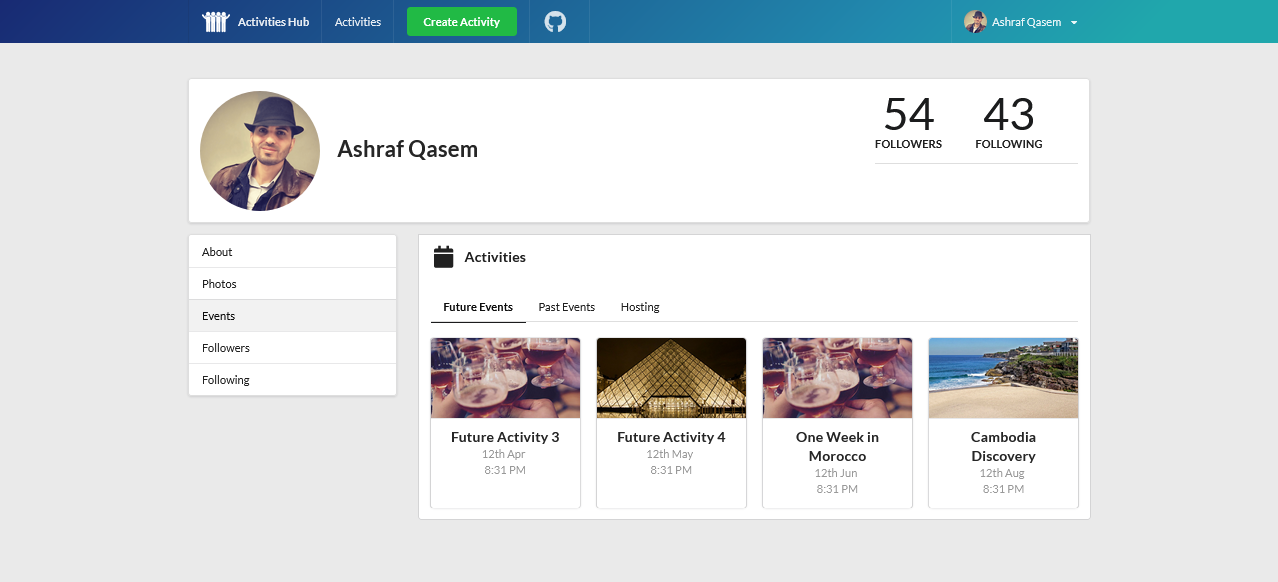 Activities Hub
Activities
Create Activity
Ashraf Qasem
Ashraf Qasem
54
FOLLOWERS
43
FOLLOWING
About
Photos
Events
Followers
Following
Activities
Future Events
Past Events
Hosting
Future Activity 3
12th Apr
8:31 PM
Future Activity 4
12th May
8:31 PM
One Week in
Morocco
12th Jun
8:31 PM
Cambodia
Discovery
12th Aug
8:31 PM